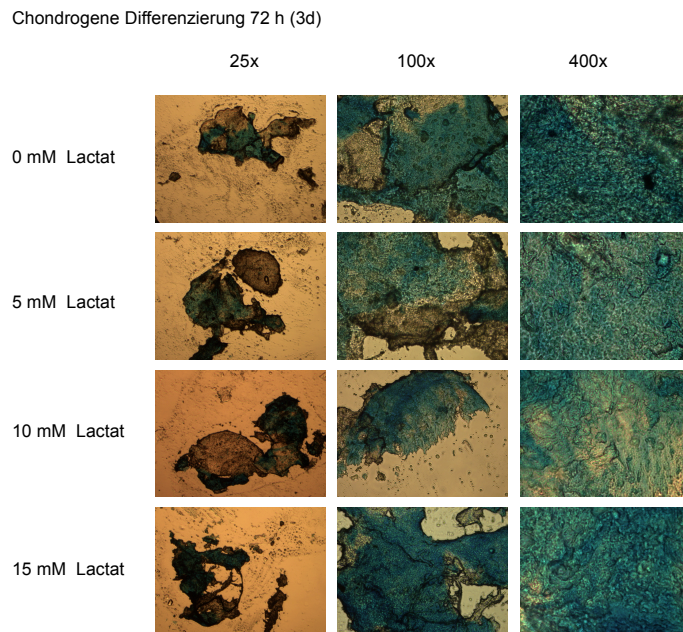 Chondrogene Differenzierung 72 h (3d)
25x 100x 400x
0 mM Lactat
5 mM Lactat
10 mM Lactat
15 mM Lactat